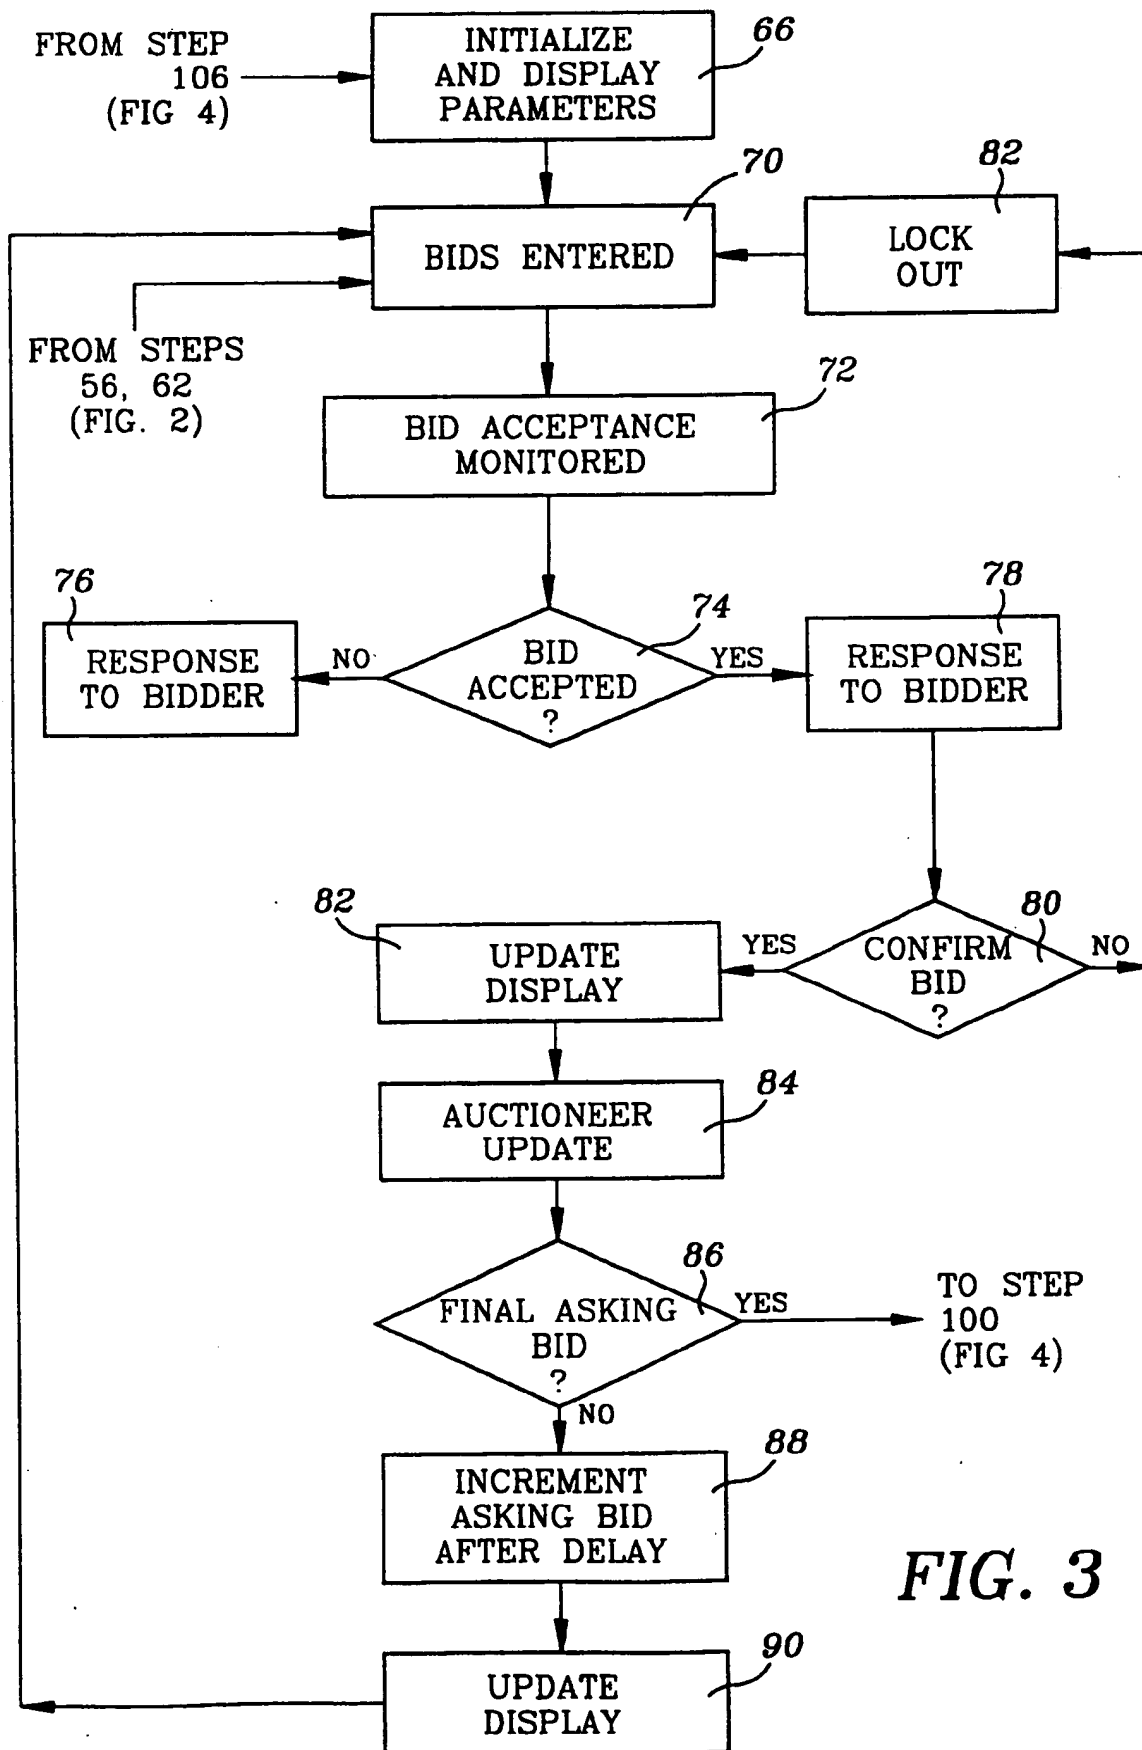 FROM STEP
106
(FIG 4)
INITIALIZE
AND DISPLAY
PARAMETERS
66
70
BIDS ENTERED
82
LOCK
OUT
FROM STEPS
56, 62
(FIG. 2)
72
BID ACCEPTANCE
MONITORED
76
RESPONSE
TO BIDDER
NO
74
BID
ACCEPTED
?
YES
78
RESPONSE
TO BIDDER
82
UPDATE
DISPLAY
YES
80
CONFIRM
BID
?
NO
84
AUCTIONEER
UPDATE
86
FINAL ASKING
BID
?
YES
TO STEP
100
(FIG 4)
NO
88
INCREMENT
ASKING BID
AFTER DELAY
FIG. 3
90
UPDATE
DISPLAY